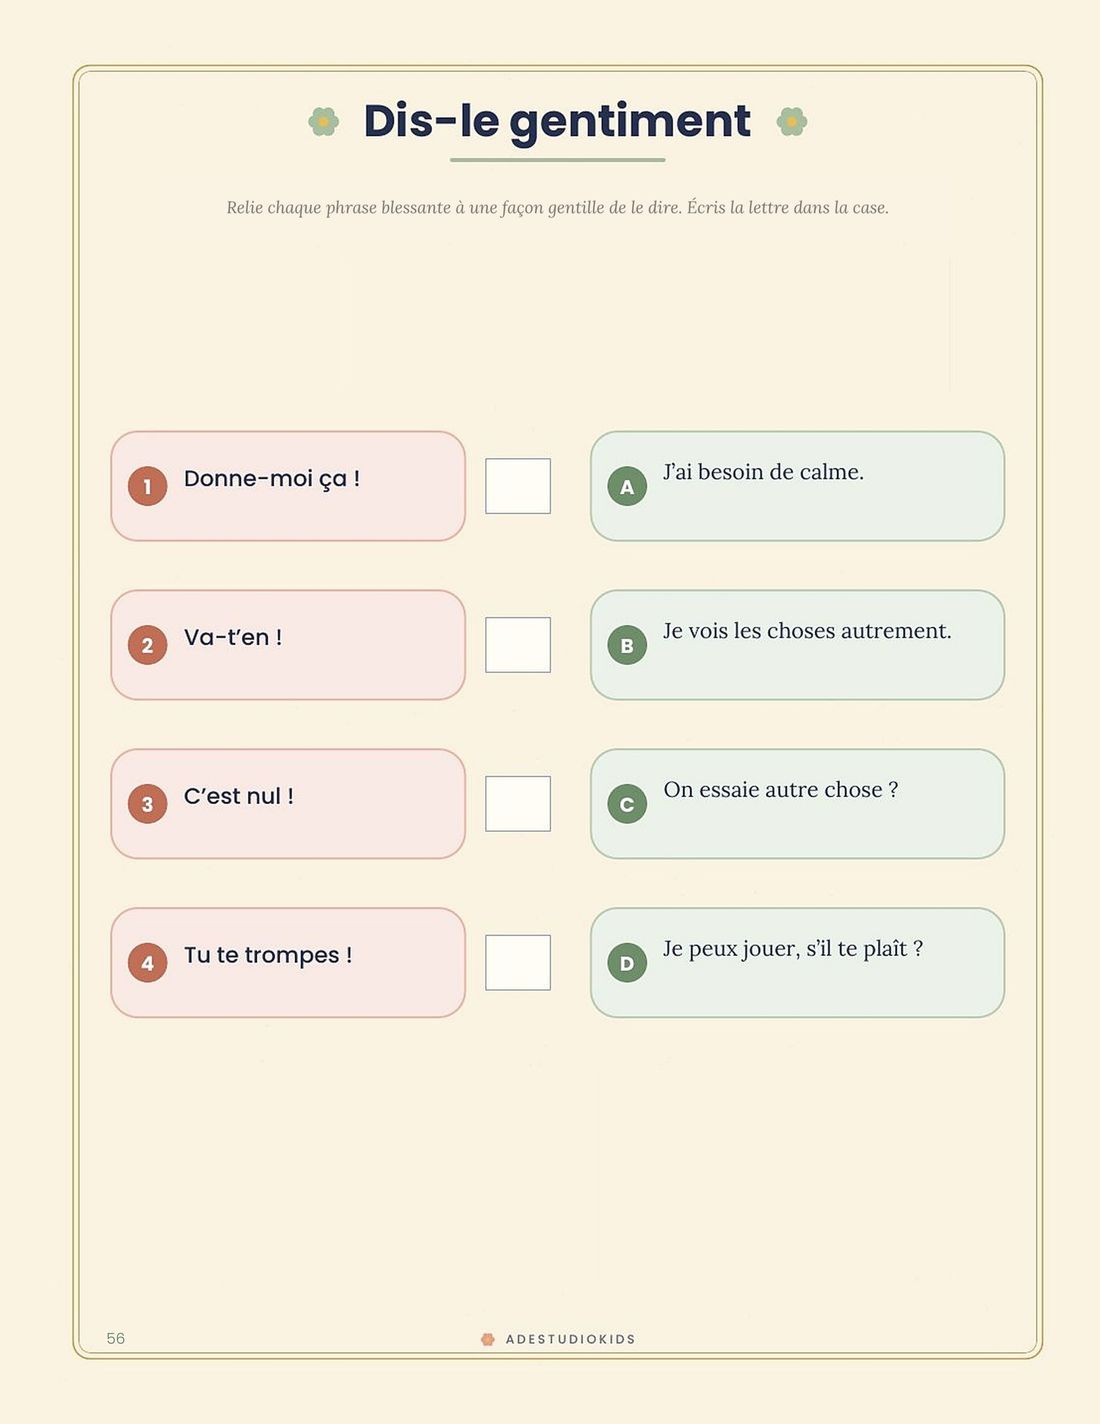 Dis-le gentiment
Relie chaque phrase blessante à une façon gentille de le dire. Écris la lettre dans la case.
1 Donne-moi ça !
A J’ai besoin de calme.
2 Va-t’en !
B Je vois les choses autrement.
3 C’est nul !
C On essaie autre chose ?
4 Tu te trompes !
D Je peux jouer, s’il te plaît ?
56
ADESTUDIOKIDS